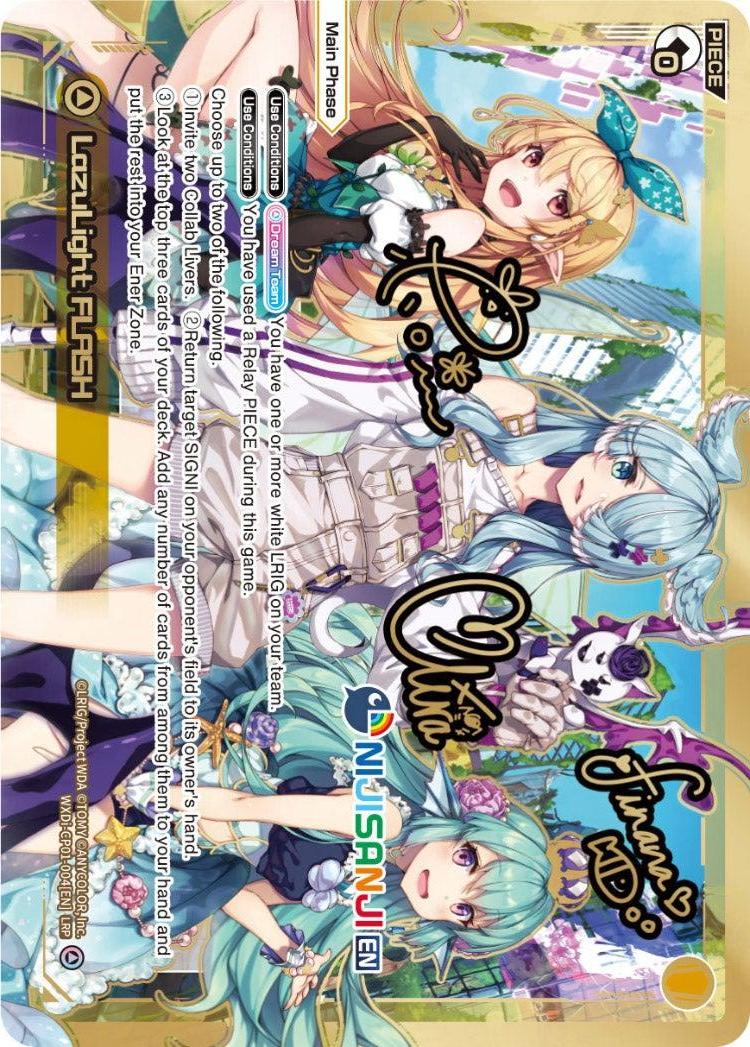 PIECE
0
Main Phase
Use Conditions Dream Team You have one or more white LRIG on your team.
Use Conditions You have used a Relay PIECE during this game.
Choose up to two of the following.
① Invite two Collab Livers. ② Return target SIGNI on your opponent's field to its owner's hand.
③ Look at the top three cards of your deck. Add any number of cards from among them to your hand and
put the rest into your Ener Zone.
LazuLight FLASH
Elira
Finana
NIJISANJI EN
©LRIG/Project WDA ©TOMY ©ANYCOLOR, Inc.
WXDi-CP01-004[EN] LRP